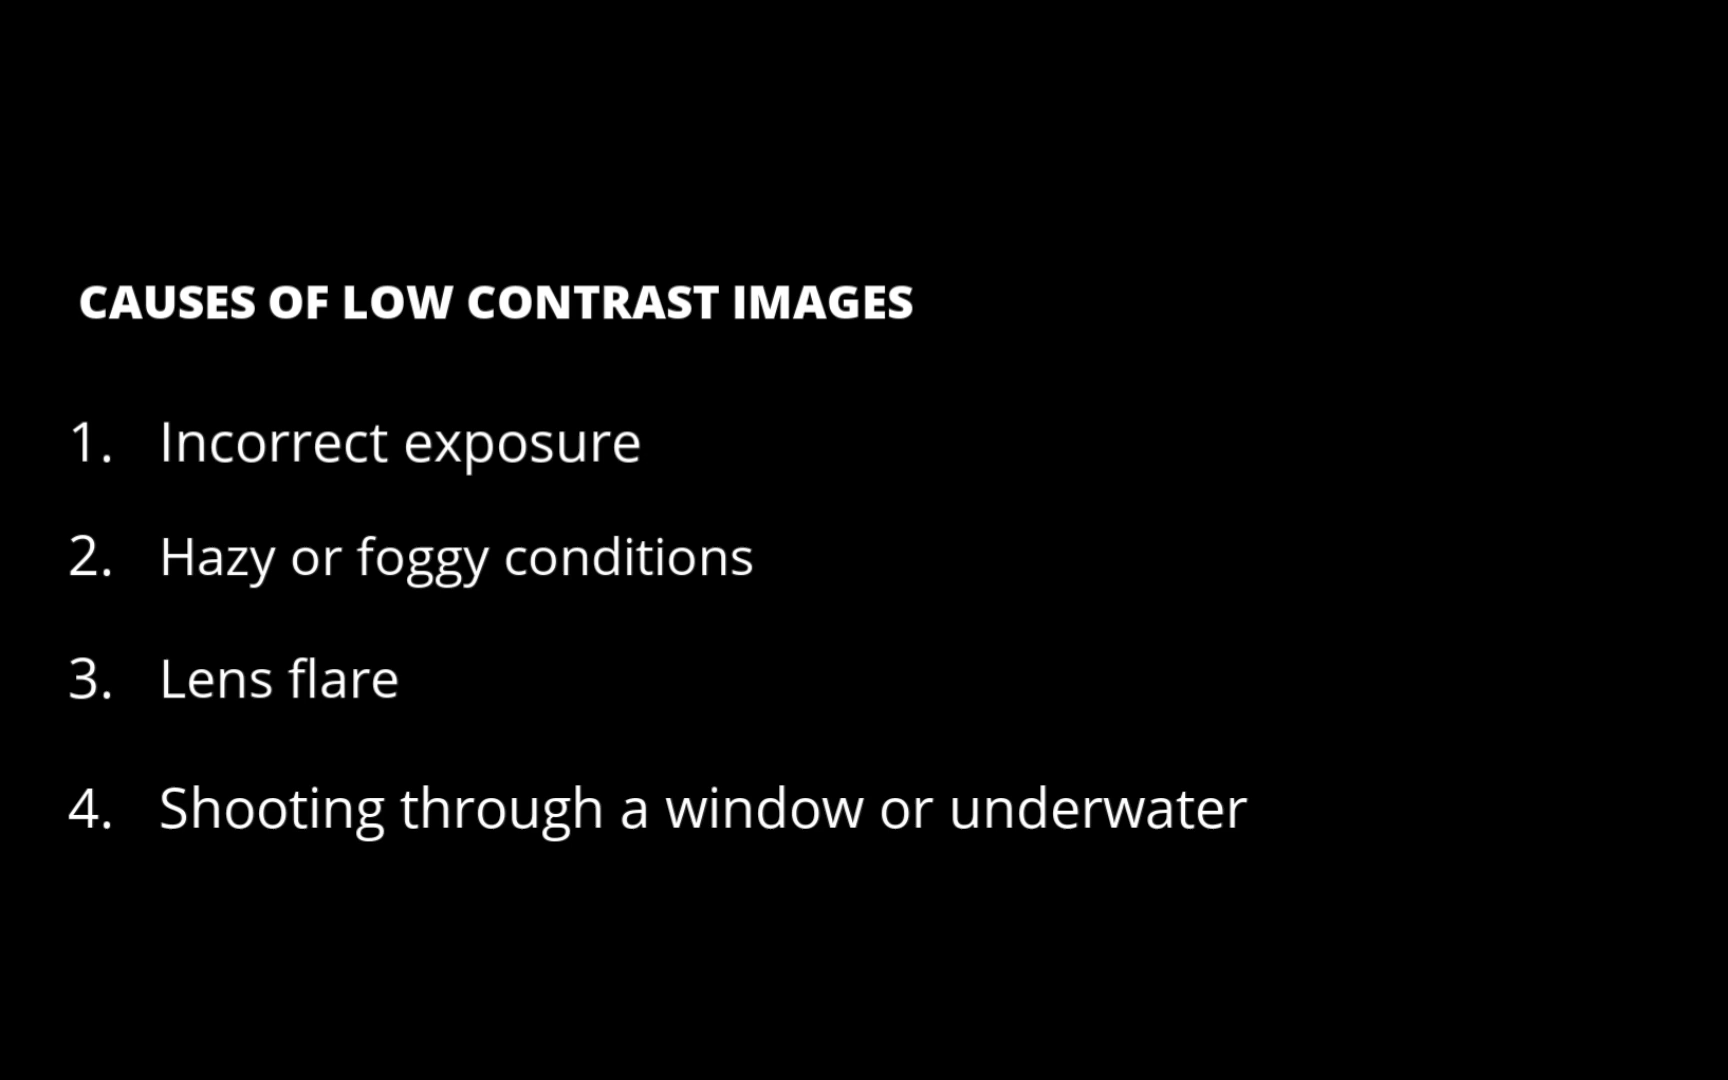 CAUSES OF LOW CONTRAST IMAGES
1. Incorrect exposure
2. Hazy or foggy conditions
3. Lens flare
4. Shooting through a window or underwater